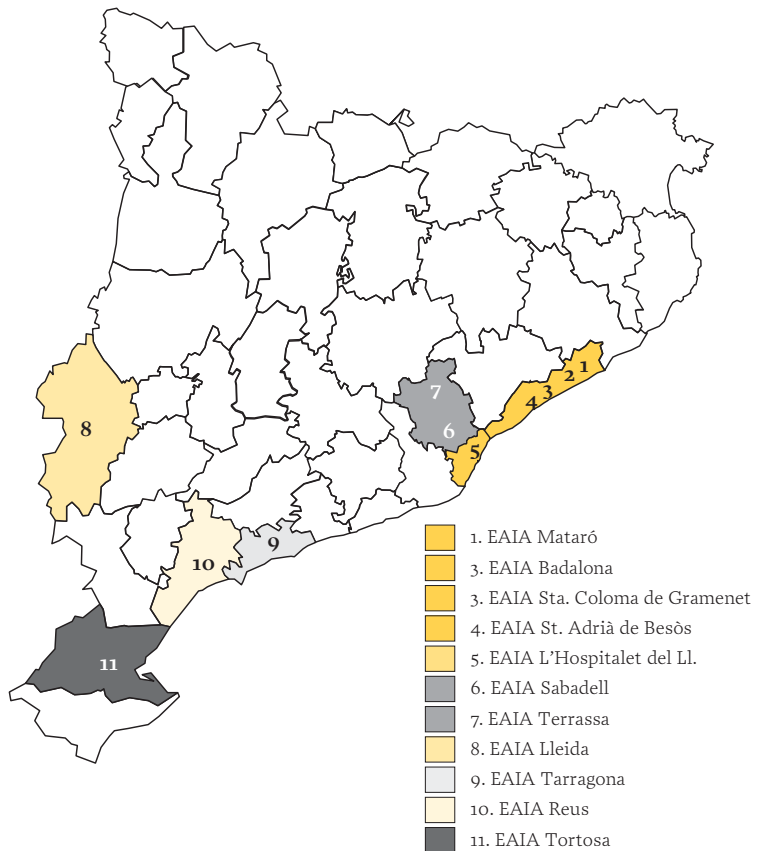 7
2 1
3
4
6
5
8
9
10
11
1. EAIA Mataró
3. EAIA Badalona
3. EAIA Sta. Coloma de Gramenet
4. EAIA St. Adrià de Besòs
5. EAIA L'Hospitalet del Ll.
6. EAIA Sabadell
7. EAIA Terrassa
8. EAIA Lleida
9. EAIA Tarragona
10. EAIA Reus
11. EAIA Tortosa